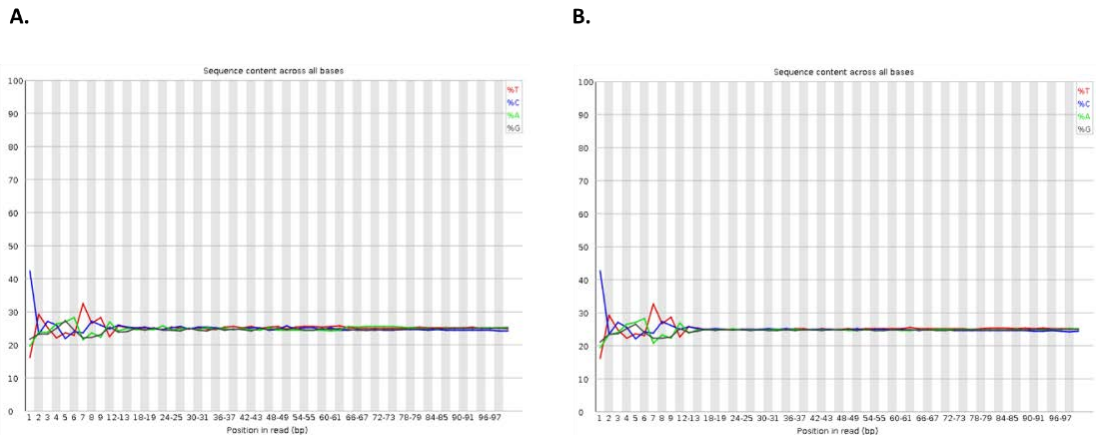 A.
B.
Sequence content across all bases
100
90
80
70
60
50
40
30
20
10
0
%T
%C
%A
%G
1 2 3 4 5 6 7 8 9 12-13 18-19 24-25 30-31 36-37 42-43 48-49 54-55 60-61 66-67 72-73 78-79 84-85 90-91 96-97
Position in read (bp)
Sequence content across all bases
100
90
80
70
60
50
40
30
20
10
0
%T
%C
%A
%G
1 2 3 4 5 6 7 8 9 12-13 18-19 24-25 30-31 36-37 42-43 48-49 54-55 60-61 66-67 72-73 78-79 84-85 90-91 96-97
Position in read (bp)